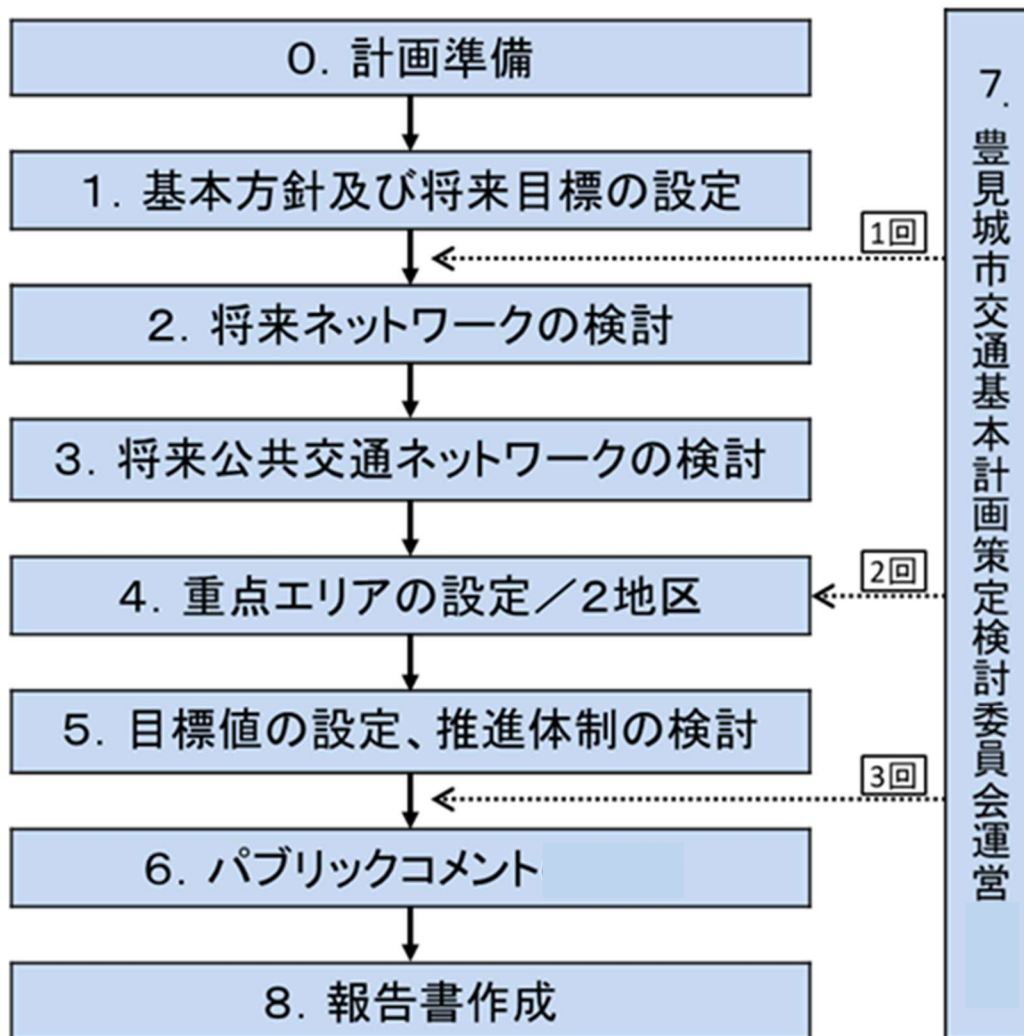 0. 計画準備
1. 基本方針及び将来目標の設定
1回
2. 将来ネットワークの検討
3. 将来公共交通ネットワークの検討
4. 重点エリアの設定／2地区
2回
5. 目標値の設定、推進体制の検討
3回
6. パブリックコメント
8. 報告書作成
7. 豊見城市交通基本計画策定検討委員会運営